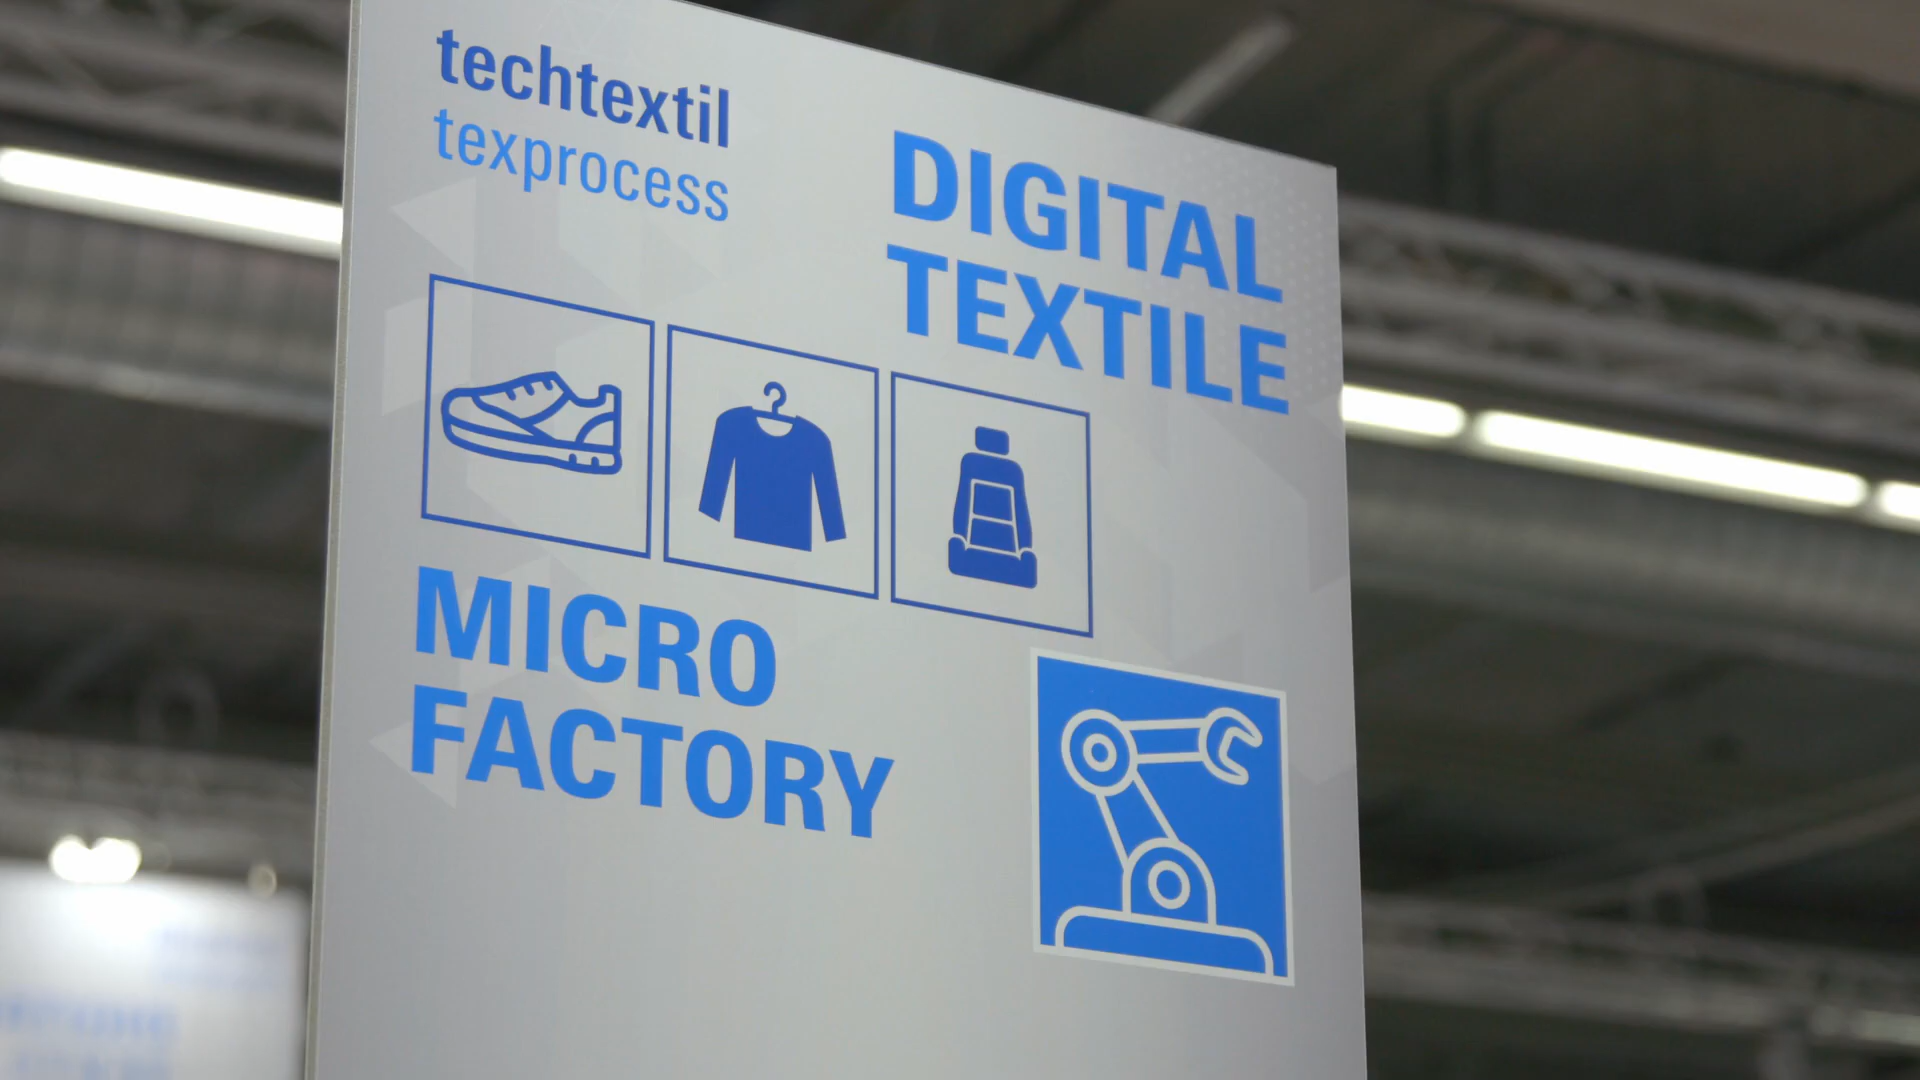 techtextil
texprocess
DIGITAL
TEXTILE
MICRO
FACTORY